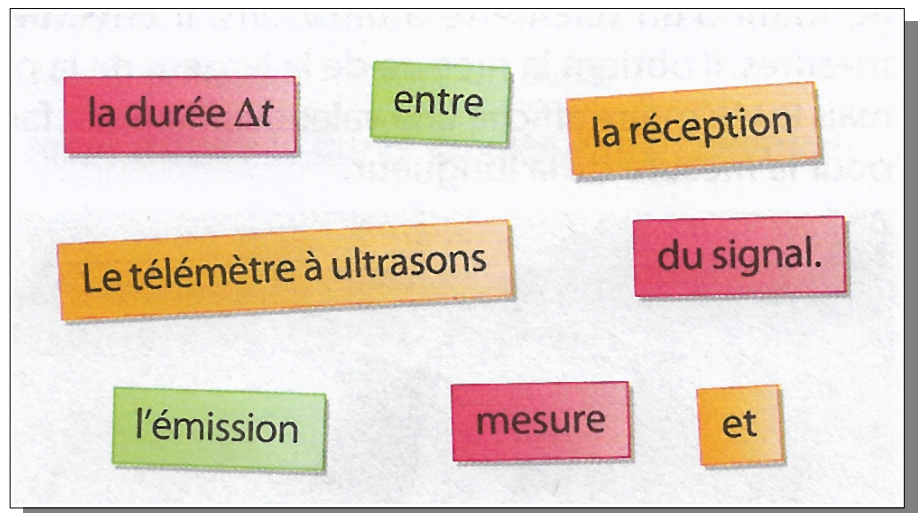 la durée Δt entre la réception
Le télémètre à ultrasons du signal.
l'émission mesure et